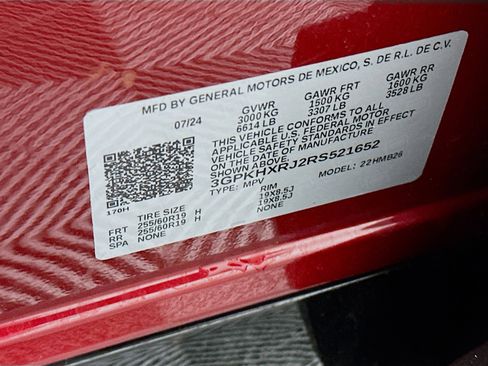 MFD BY GENERAL MOTORS DE MEXICO, S. DE R.L. DE C.V.
07/24 GVWR GAWR FRT GAWR RR
3000 KG 1500 KG 1600 KG
6614 LB 3307 LB 3528 LB
THIS VEHICLE CONFORMS TO ALL
APPLICABLE U.S. FEDERAL MOTOR
VEHICLE SAFETY STANDARDS IN EFFECT
ON THE DATE OF MANUFACTURE
SHOWN ABOVE.
3GPKHXRJ2RS521652
TYPE: MPV MODEL: 22HMB26
170H
TIRE SIZE RIM
FRT 255/60R19 H 19X8.5J
RR 255/60R19 H 19X8.5J
SPA NONE NONE